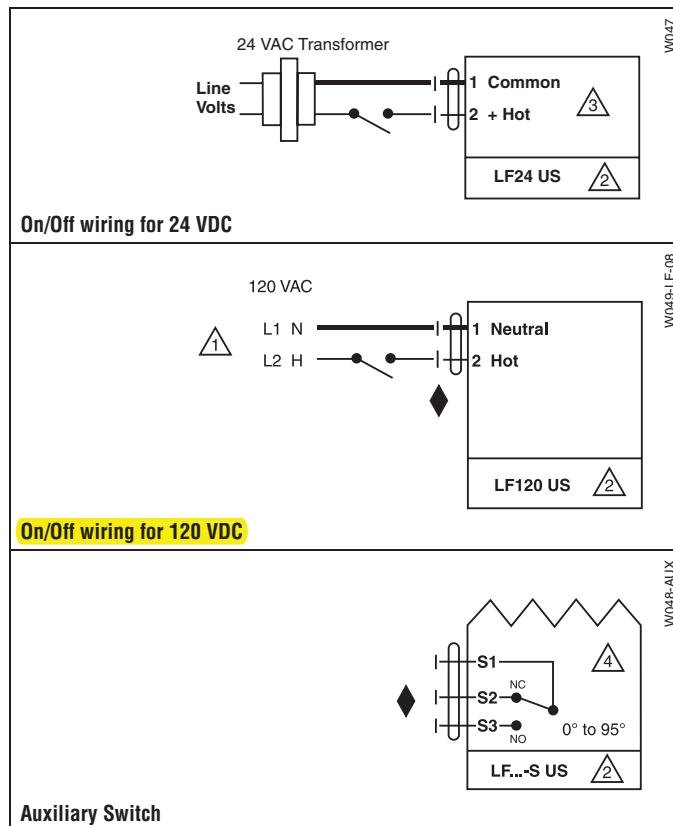 W047
24 VAC Transformer
Line
Volts
1 Common
2 + Hot
3
LF24 US
2
On/Off wiring for 24 VDC
W049-LF-08
120 VAC
1
L1 N
L2 H
1 Neutral
2 Hot
LF120 US
2
On/Off wiring for 120 VDC
W048-AUX
S1
4
NC
S2
S3
NO
0° to 95°
LF...-S US
2
Auxiliary Switch